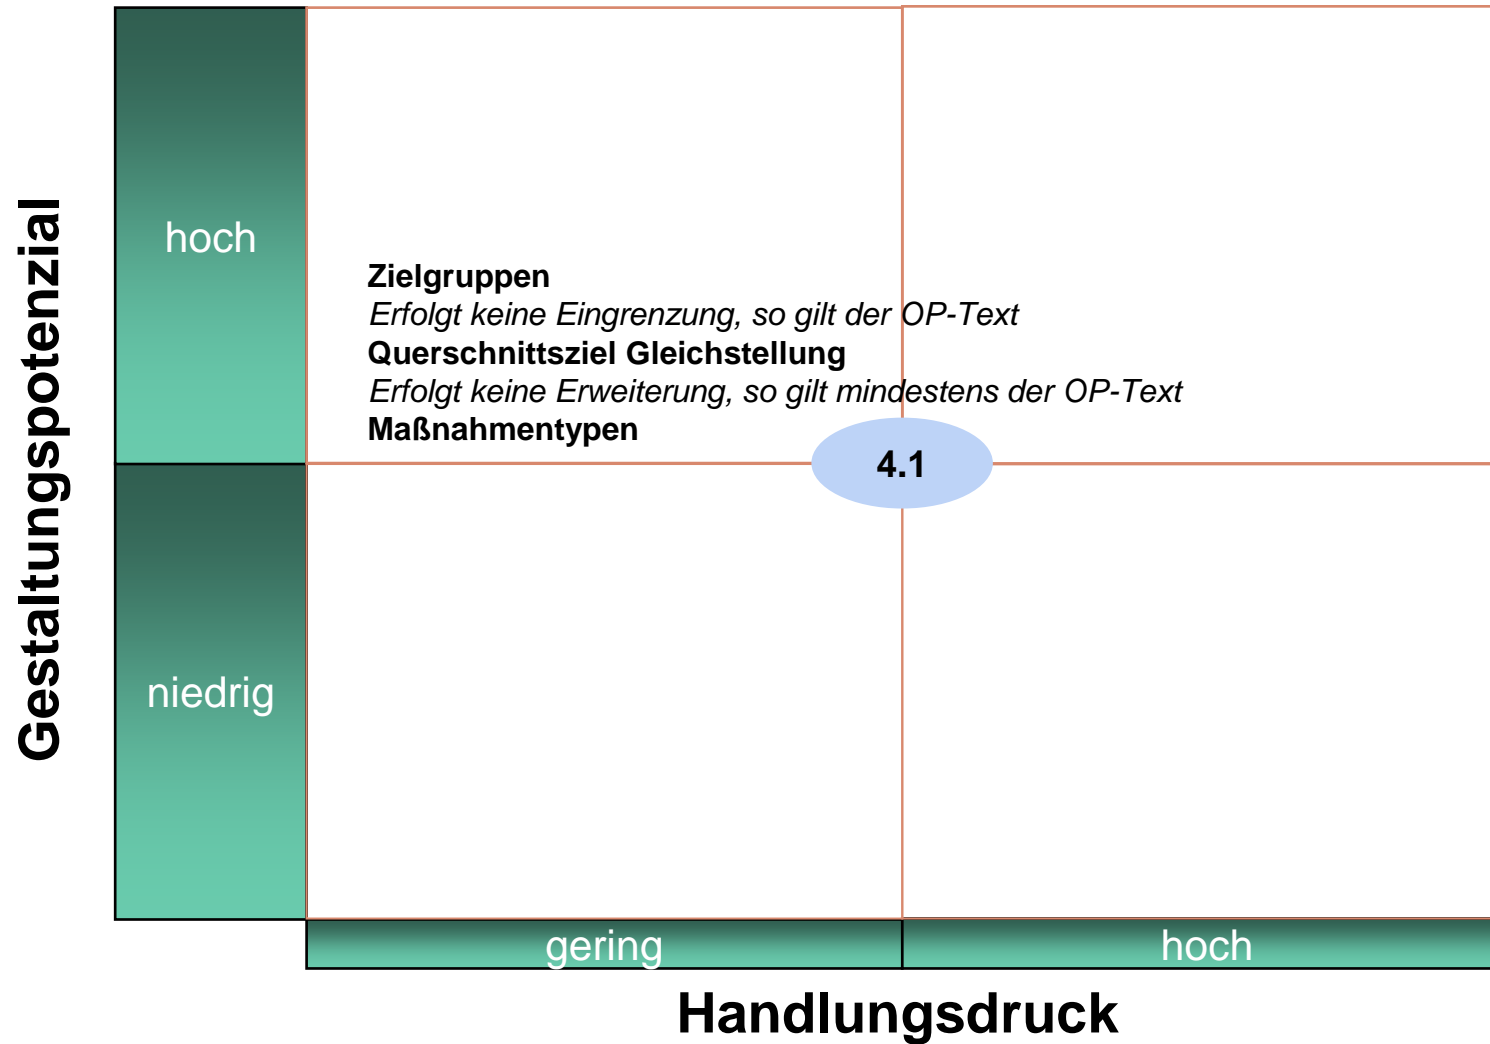 Gestaltungspotenzial
hoch
Zielgruppen
Erfolgt keine Eingrenzung, so gilt der OP-Text
Querschnittsziel Gleichstellung
Erfolgt keine Erweiterung, so gilt mindestens der OP-Text
Maßnahmentypen
4.1
niedrig
gering
hoch
Handlungsdruck